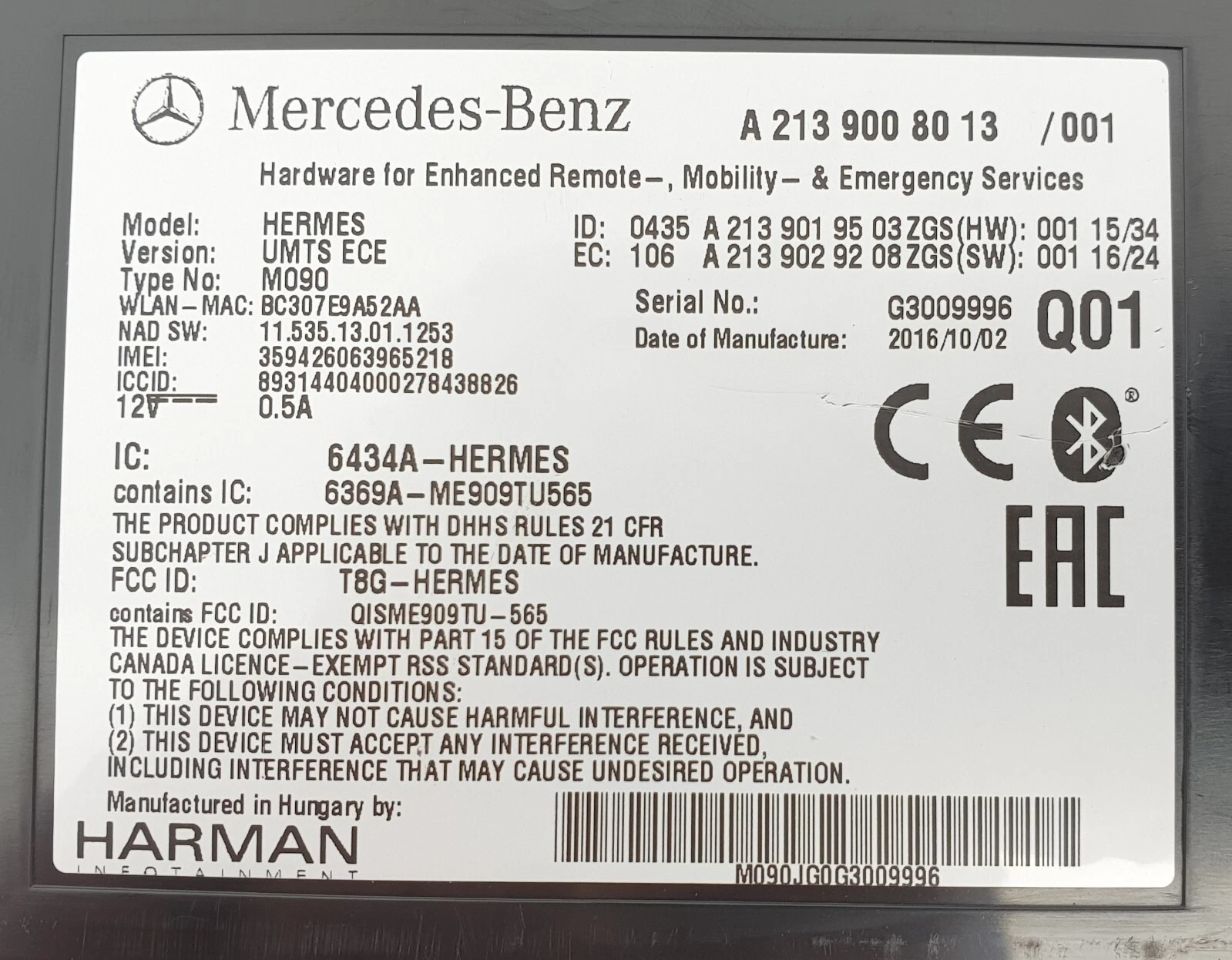 Mercedes-Benz A 213 900 8013 /001
Hardware for Enhanced Remote-, Mobility- & Emergency Services
Model: HERMES ID: 0435 A 213 901 95 03 ZGS(HW): 001 15/34
Version: UMTS ECE EC: 106 A 213 902 92 08 ZGS(SW): 001 16/24
Type No: M090
WLAN-MAC: BC307E9A52AA Serial No.: G3009996 Q01
NAD SW: 11.535.13.01.1253 Date of Manufacture: 2016/10/02
IMEI: 359426063965218
ICCID: 89314404000278438826
12V 0.5A
CE ®
IC: 6434A-HERMES
contains IC: 6369A-ME909TU565
THE PRODUCT COMPLIES WITH DHHS RULES 21 CFR
SUBCHAPTER J APPLICABLE TO THE DATE OF MANUFACTURE.
EAC
FCC ID: T8G-HERMES
contains FCC ID: QISME909TU-565
THE DEVICE COMPLIES WITH PART 15 OF THE FCC RULES AND INDUSTRY
CANADA LICENCE-EXEMPT RSS STANDARD(S). OPERATION IS SUBJECT
TO THE FOLLOWING CONDITIONS:
(1) THIS DEVICE MAY NOT CAUSE HARMFUL INTERFERENCE, AND
(2) THIS DEVICE MUST ACCEPT ANY INTERFERENCE RECEIVED,
INCLUDING INTERFERENCE THAT MAY CAUSE UNDESIRED OPERATION.
Manufactured in Hungary by:
HARMAN
INFOTAINMENT
M090JG0G3009996